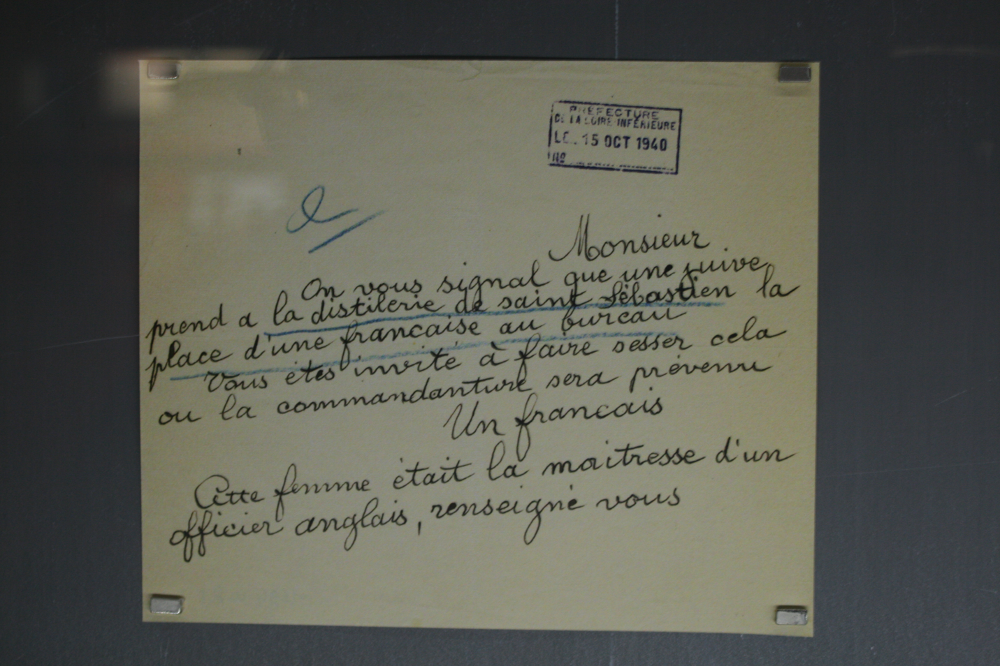 PREFECTURE
DE LA LOIRE INFÉRIEURE
LE 15 OCT 1940
No
Monsieur
On vous signal que une juive
prend a la distilerie de saint Sébastien la
place d'une francaise au bureau
Vous étes invité à faire sesser cela
ou la commandanture sera prévenu
Un francais
Cette femme était la maitresse d'un
officier anglais, renseigné vous